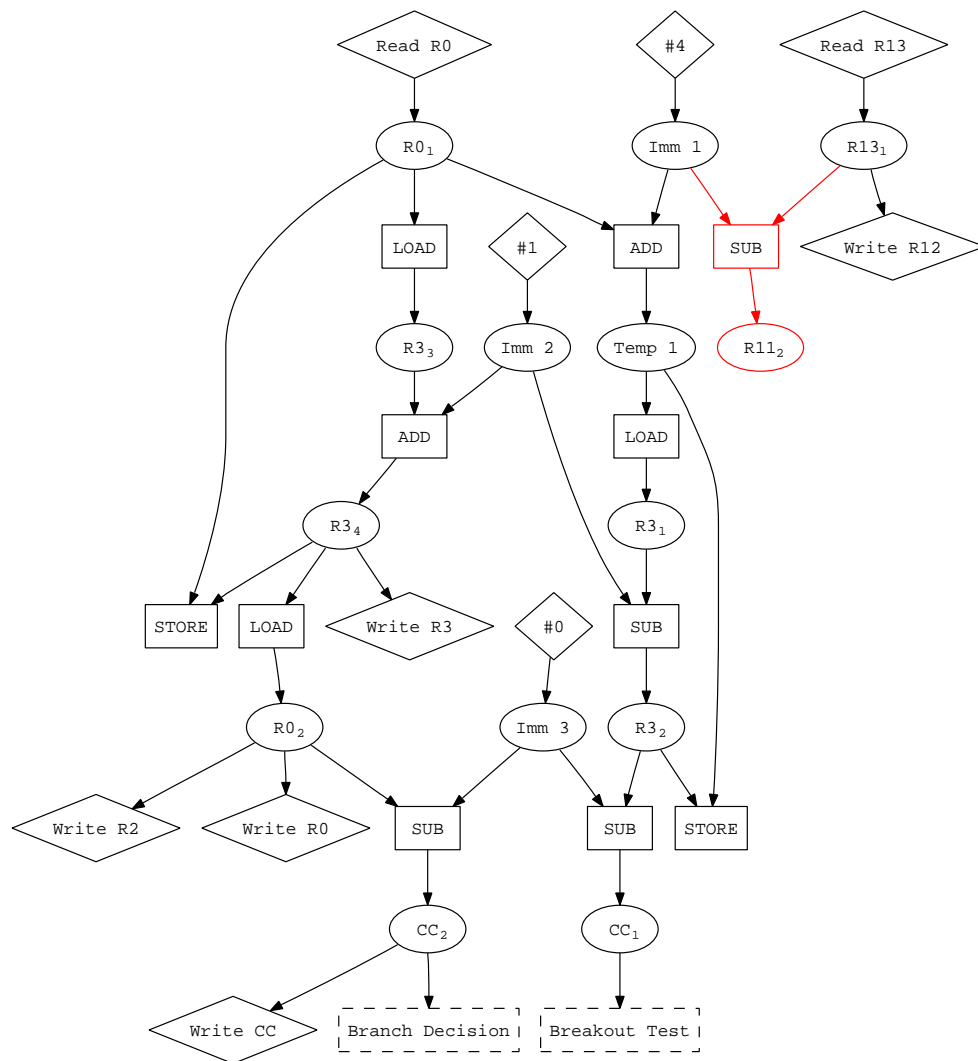 Read R0
#4
Read R13
R0₁
Imm 1
R13₁
LOAD
#1
ADD
SUB
Write R12
R3₃
Imm 2
Temp 1
R11₂
ADD
LOAD
R3₄
R3₁
STORE
LOAD
Write R3
#0
SUB
R0₂
Imm 3
R3₂
Write R2
Write R0
SUB
SUB
STORE
CC₂
CC₁
Write CC
Branch Decision
Breakout Test